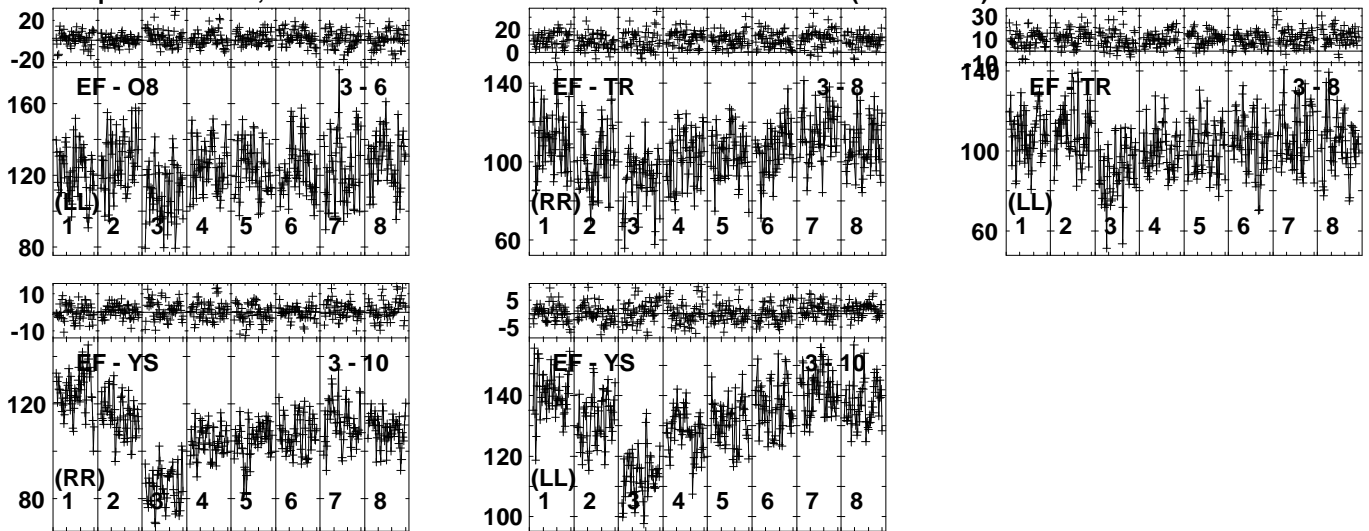 20
-20
EF - O8 3 - 6
160
120
(LL)
1 2 3 4 5 6 7 8
80
20
0
140 EF - TR 3 - 8
100
(RR)
1 2 3 4 5 6 7 8
60
30
10
-10
140
EF - TR 3 - 8
100
(LL)
1 2 3 4 5 6 7 8
60
10
-10
EF - YS 3 - 10
120
(RR)
80 1 2 3 4 5 6 7 8
5
-5
EF - YS 3 - 10
140
120
(LL)
1 2 3 4 5 6 7 8
100